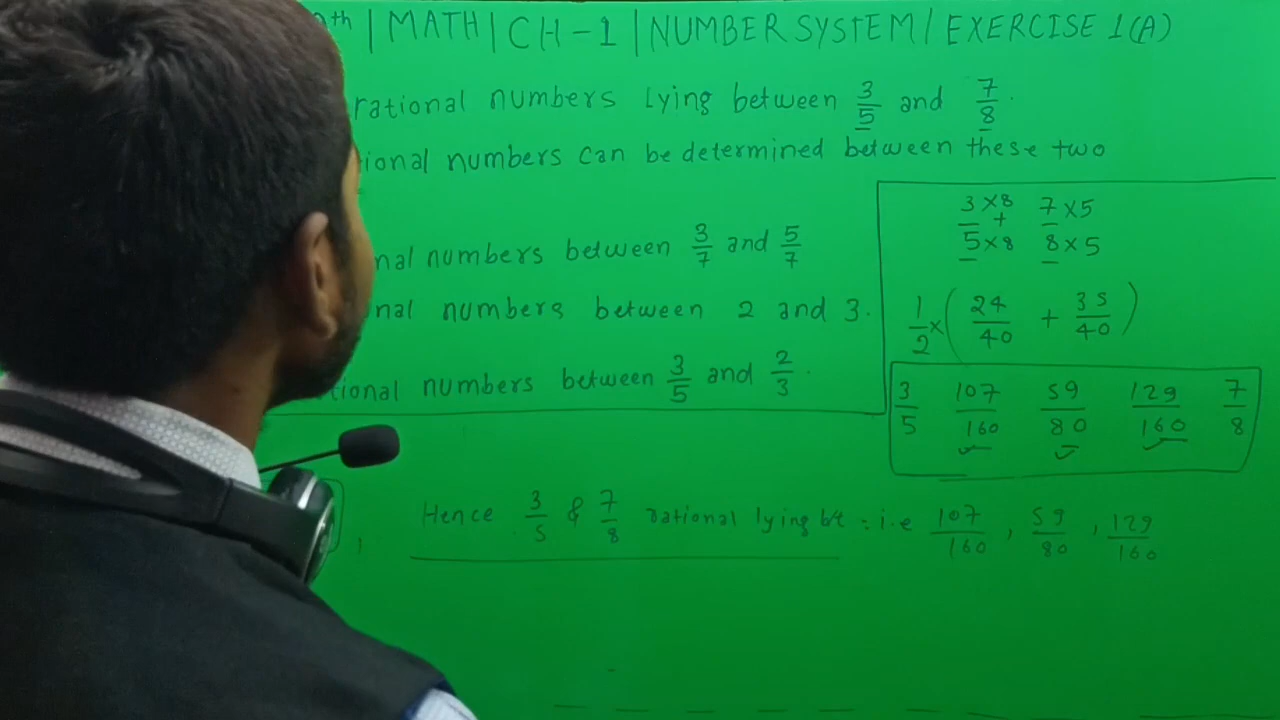 th | MATH | CH-1 | NUMBER SYSTEM / EXERCISE 1(A)
rational numbers lying between 3/5 and 7/8.
ional numbers can be determined between these two
nal numbers between 3/7 and 5/7
nal numbers between 2 and 3.
tional numbers between 3/5 and 2/3.
3×8/5×8 + 7×5/8×5
1/2 × (24/40 + 35/40)
3/5 107/160 59/80 129/160 7/8
Hence 3/5 & 7/8 rational lying b/t : i.e 107/160, 59/80, 129/160